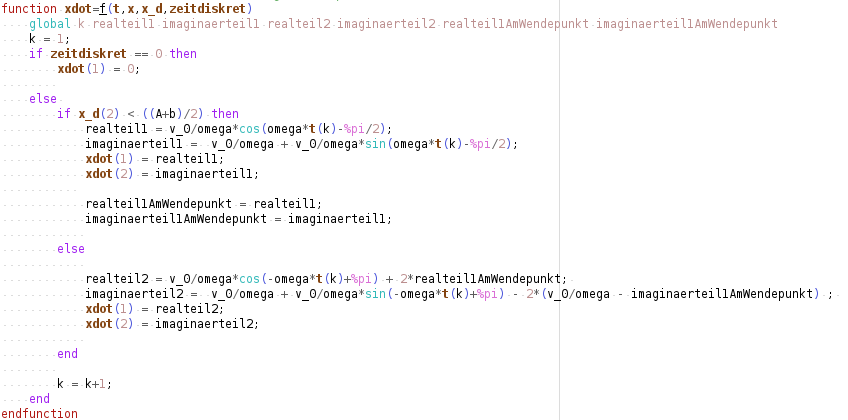 function xdot=f(t,x,x_d,zeitdiskret)
global k realteil1 imaginaerteil1 realteil2 imaginaerteil2 realteil1AmWendepunkt imaginaerteil1AmWendepunkt
k = 1;
if zeitdiskret == 0 then
xdot(1) = 0;
else
if x_d(2) < ((A+b)/2) then
realteil1 = v_0/omega*cos(omega*t(k)-%pi/2);
imaginaerteil1 = v_0/omega + v_0/omega*sin(omega*t(k)-%pi/2);
xdot(1) = realteil1;
xdot(2) = imaginaerteil1;
realteil1AmWendepunkt = realteil1;
imaginaerteil1AmWendepunkt = imaginaerteil1;
else
realteil2 = v_0/omega*cos(-omega*t(k)+%pi) + 2*realteil1AmWendepunkt;
imaginaerteil2 = v_0/omega + v_0/omega*sin(-omega*t(k)+%pi) - 2*(v_0/omega - imaginaerteil1AmWendepunkt) ;
xdot(1) = realteil2;
xdot(2) = imaginaerteil2;
end
k = k+1;
end
endfunction